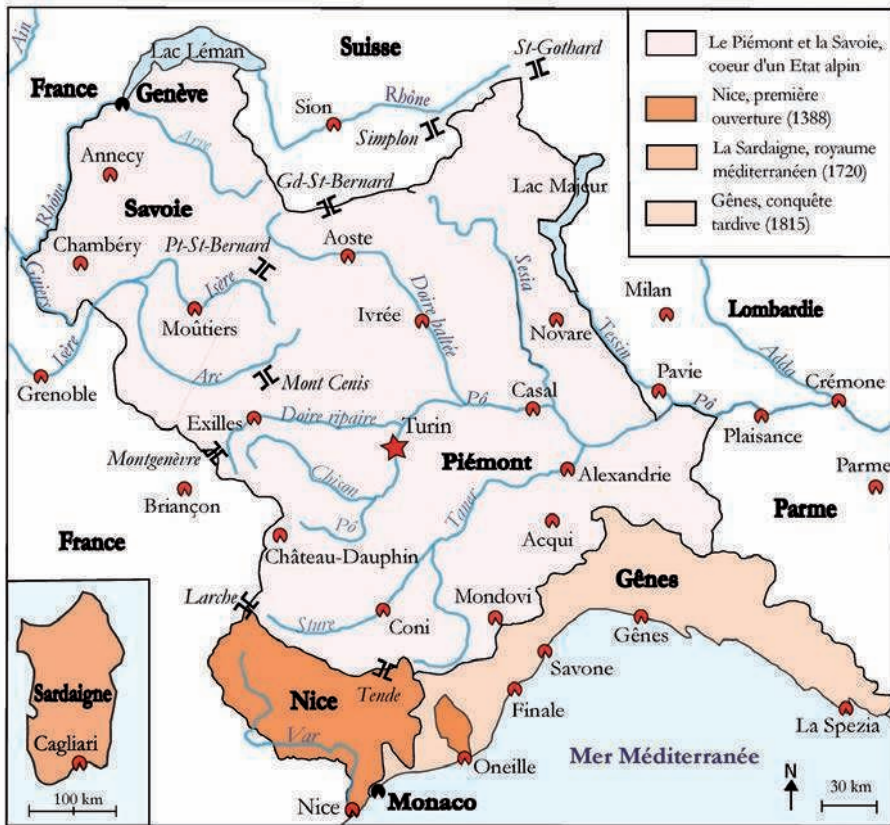 Ain
Lac Léman
Suisse
St-Gothard
France
Genève
Sion
Rhône
Simplon
Arve
Annecy
Gd-St-Bernard
Lac Majeur
Rhône
Savoie
Pt-St-Bernard
Chambéry
Aoste
Guiers
Isère
Moûtiers
Doire baltée
Sesia
Ivrée
Novare
Milan
Lombardie
Tessin
Adda
Isère
Grenoble
Arc
Mont Cenis
Pavie
Pô
Crémone
Plaisance
Exilles
Doire ripaire
Turin
Pô
Casal
Montgenèvre
Chison
Piémont
Alexandrie
Parme
Parme
Briançon
Taner
Pô
Acqui
France
Château-Dauphin
Gênes
Larche
Sture
Coni
Mondovi
Gênes
Savone
Nice
Tende
Finale
La Spezia
Var
Oneille
Mer Méditerranée
Nice
Monaco
Sardaigne
Cagliari
100 km
N
30 km
Le Piémont et la Savoie,
coeur d'un Etat alpin
Nice, première
ouverture (1388)
La Sardaigne, royaume
méditerranéen (1720)
Gênes, conquête
tardive (1815)